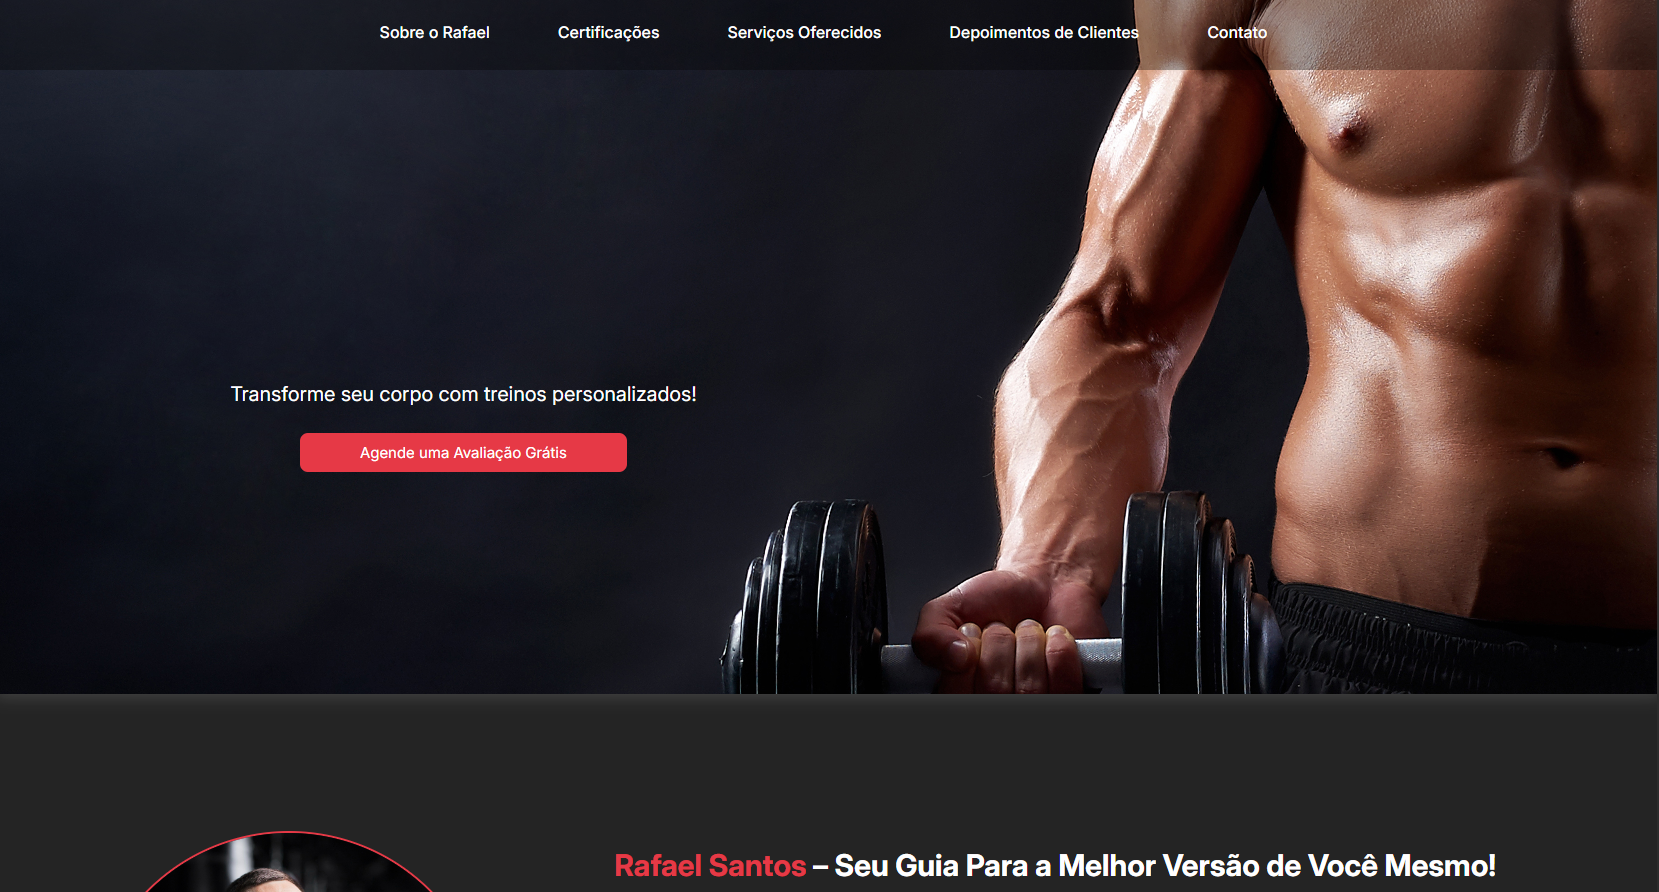 Sobre o Rafael Certificações Serviços Oferecidos Depoimentos de Clientes Contato
Transforme seu corpo com treinos personalizados!
Agende uma Avaliação Grátis
Rafael Santos – Seu Guia Para a Melhor Versão de Você Mesmo!